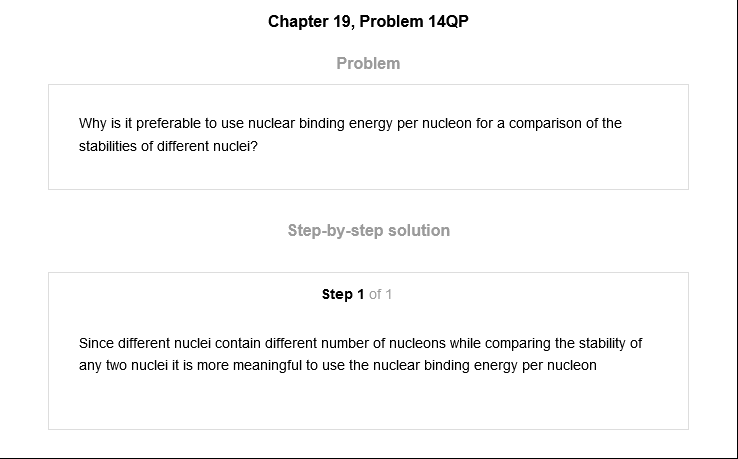 Chapter 19, Problem 14QP
Problem
Why is it preferable to use nuclear binding energy per nucleon for a comparison of the
stabilities of different nuclei?
Step-by-step solution
Step 1 of 1
Since different nuclei contain different number of nucleons while comparing the stability of
any two nuclei it is more meaningful to use the nuclear binding energy per nucleon